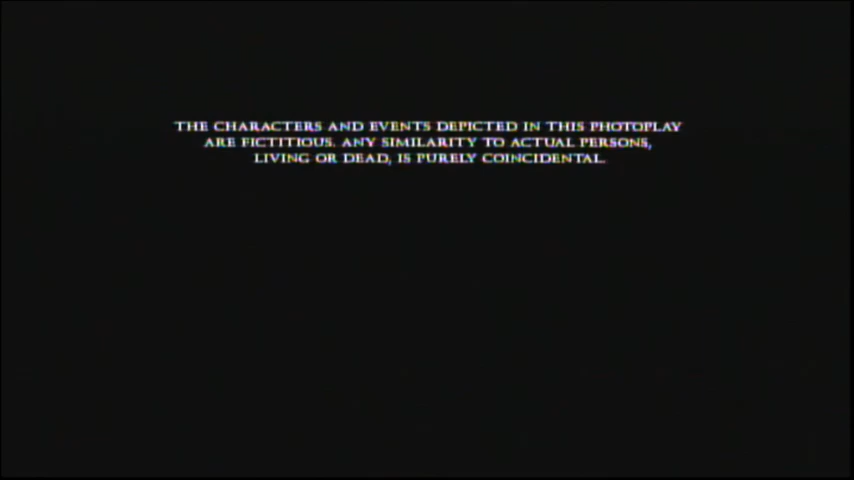 THE CHARACTERS AND EVENTS DEPICTED IN THIS PHOTOPLAY
ARE FICTITIOUS. ANY SIMILARITY TO ACTUAL PERSONS,
LIVING OR DEAD, IS PURELY COINCIDENTAL.